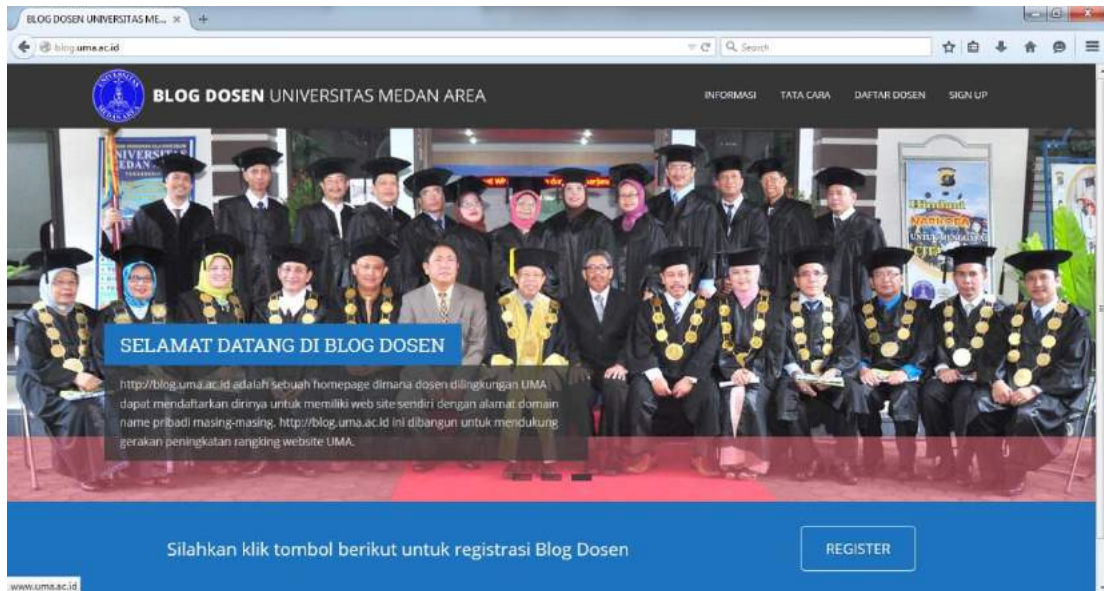 BLOG DOSEN UNIVERSITAS ME...
blog.uma.ac.id
Search
BLOG DOSEN UNIVERSITAS MEDAN AREA
INFORMASI TATA CARA DAFTAR DOSEN SIGN UP
UNIVERSITAS
MEDAN AREA
SELAMAT DATANG DI BLOG DOSEN
http://blog.uma.ac.id adalah sebuah homepage dimana dosen dilingkungan UMA
dapat mendaftarkan dirinya untuk memiliki web site sendiri dengan alamat domain
name pribadi masing-masing. http://blog.uma.ac.id ini dibangun untuk mendukung
gerakan peningkatan rangking website UMA.
Silahkan klik tombol berikut untuk registrasi Blog Dosen
REGISTER
www.uma.ac.id